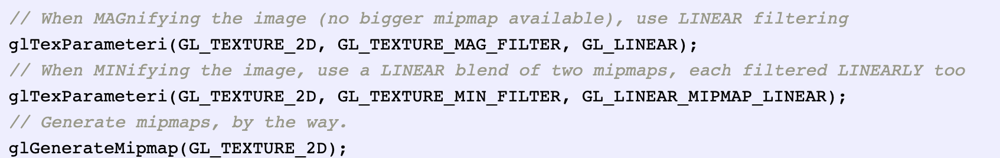 // When MAGnifying the image (no bigger mipmap available), use LINEAR filtering
glTexParameteri(GL_TEXTURE_2D, GL_TEXTURE_MAG_FILTER, GL_LINEAR);
// When MINifying the image, use a LINEAR blend of two mipmaps, each filtered LINEARLY too
glTexParameteri(GL_TEXTURE_2D, GL_TEXTURE_MIN_FILTER, GL_LINEAR_MIPMAP_LINEAR);
// Generate mipmaps, by the way.
glGenerateMipmap(GL_TEXTURE_2D);